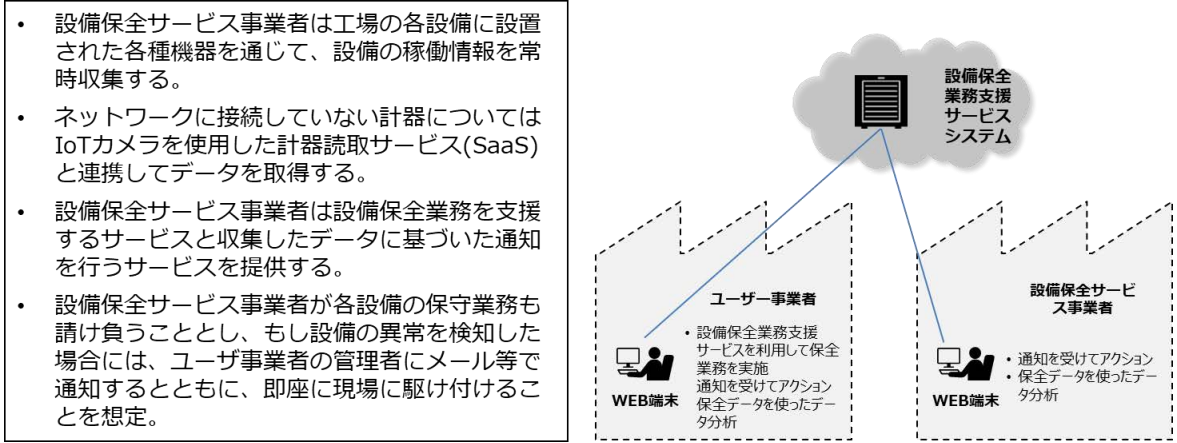 • 設備保全サービス事業者は工場の各設備に設置
された各種機器を通じて、設備の稼働情報を常
時収集する。
• ネットワークに接続していない計器については
IoTカメラを使用した計器読取サービス(SaaS)
と連携してデータを取得する。
• 設備保全サービス事業者は設備保全業務を支援
するサービスと収集したデータに基づいた通知
を行うサービスを提供する。
• 設備保全サービス事業者が各設備の保守業務も
請け負うこととし、もし設備の異常を検知した
場合には、ユーザ事業者の管理者にメール等で
通知するとともに、即座に現場に駆け付けるこ
とを想定。
設備保全
業務支援
サービス
システム
ユーザー事業者
• 設備保全業務支援
サービスを利用して保全
業務を実施
通知を受けてアクション
保全データを使ったデー
タ分析
WEB端末
設備保全サービ
ス事業者
• 通知を受けてアクション
• 保全データを使ったデー
タ分析
WEB端末